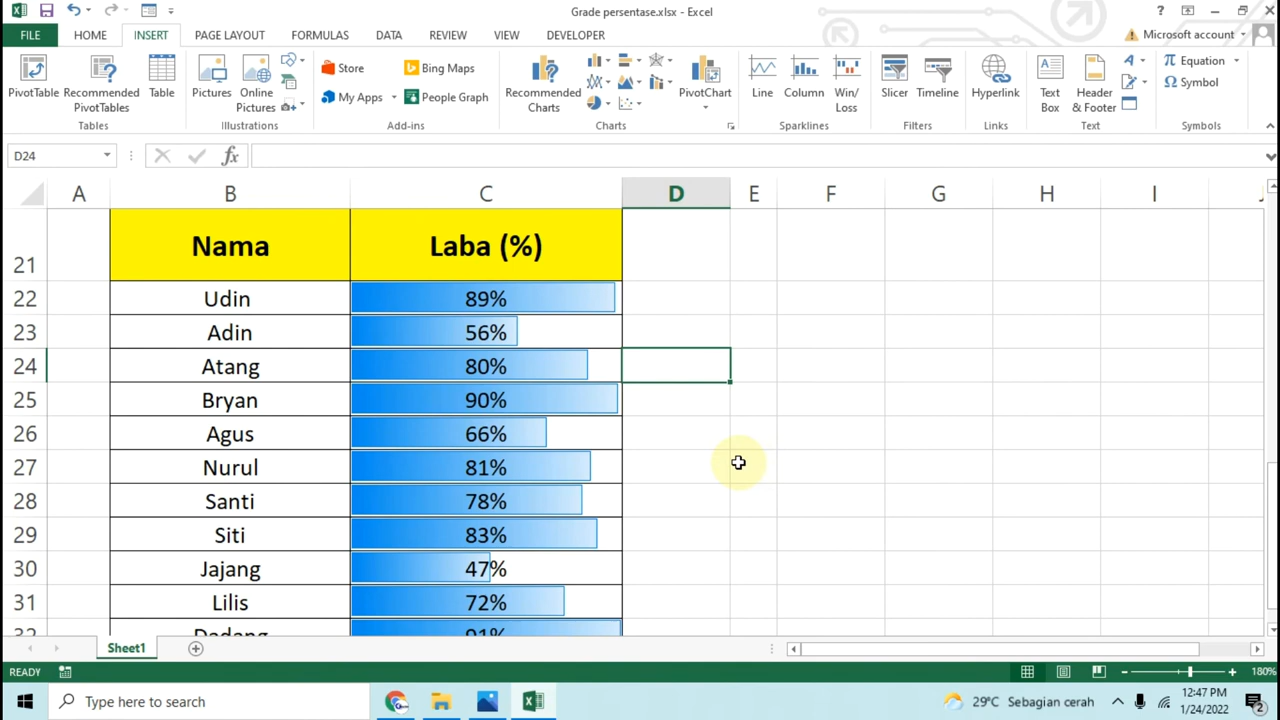 Grade persentase.xlsx - Excel
?
FILE HOME INSERT PAGE LAYOUT FORMULAS DATA REVIEW VIEW DEVELOPER
Microsoft account
PivotTable
Recommended
PivotTables
Table
Tables
Pictures
Online
Pictures
Illustrations
Store
My Apps
Bing Maps
People Graph
Add-ins
Recommended
Charts
PivotChart
Charts
Line
Column
Win/
Loss
Sparklines
Slicer
Timeline
Filters
Hyperlink
Links
Text
Box
Header
& Footer
Text
π Equation
Ω Symbol
Symbols
D24
fx
A B C D E F G H I
21 Nama Laba (%)
22 Udin 89%
23 Adin 56%
24 Atang 80%
25 Bryan 90%
26 Agus 66%
27 Nurul 81%
28 Santi 78%
29 Siti 83%
30 Jajang 47%
31 Lilis 72%
32 Dadang 91%
Sheet1
READY
180%
Type here to search
29°C Sebagian cerah
12:47 PM
1/24/2022
2